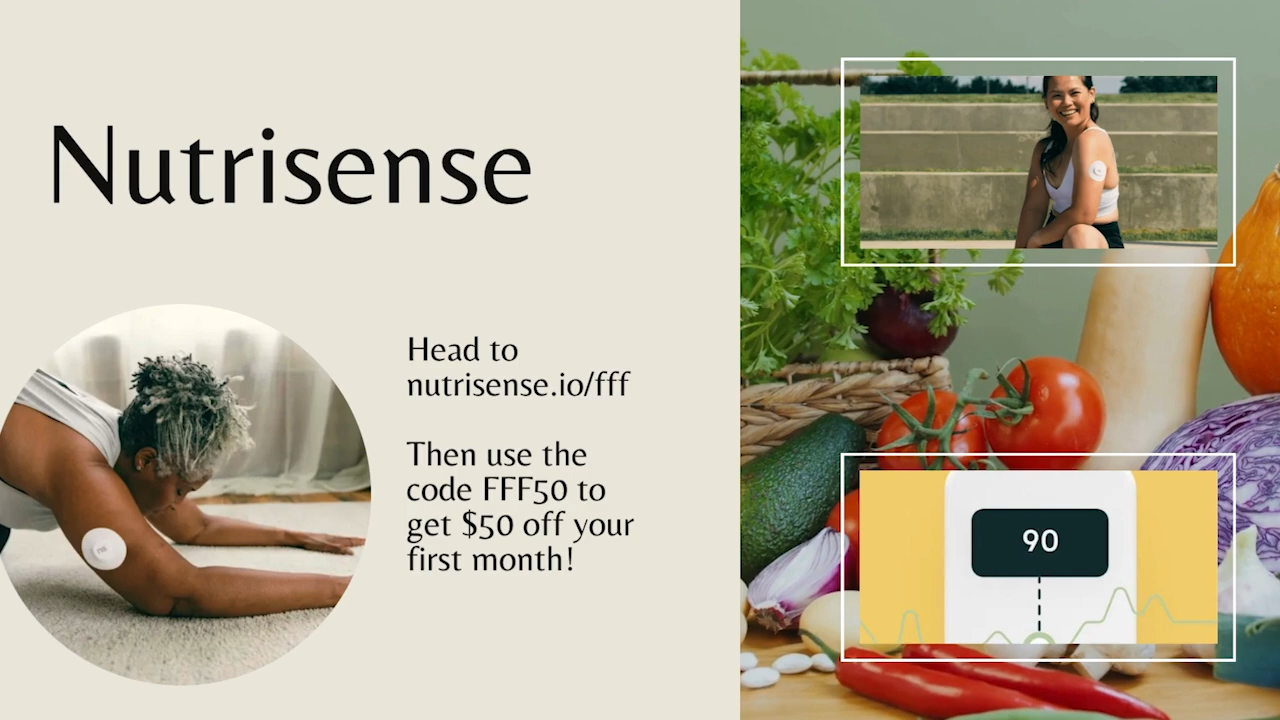 Nutrisense
Head to
nutrisense.io/fff
Then use the
code FFF50 to
get $50 off your
first month!
90